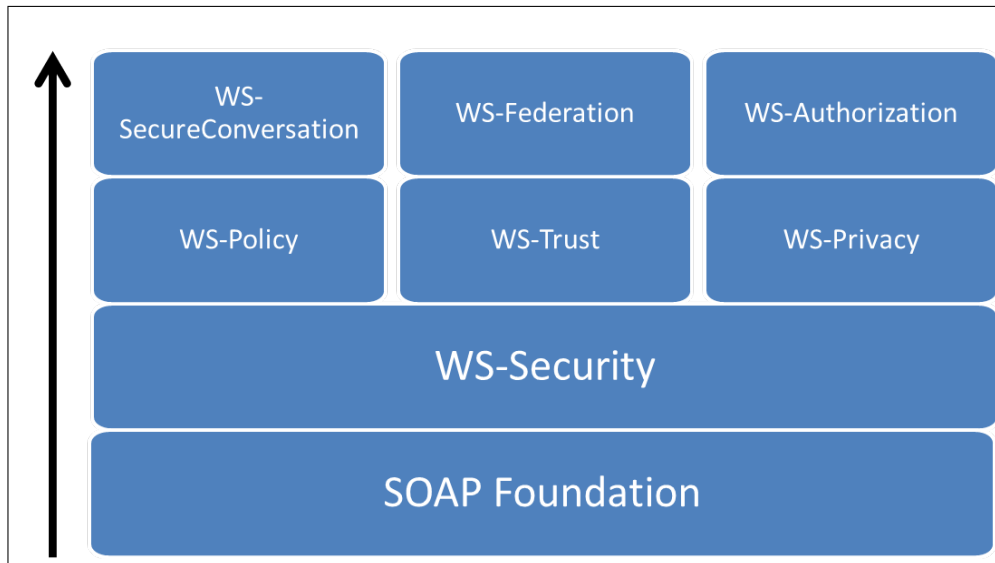 WS-
SecureConversation
WS-Federation
WS-Authorization
WS-Policy
WS-Trust
WS-Privacy
WS-Security
SOAP Foundation